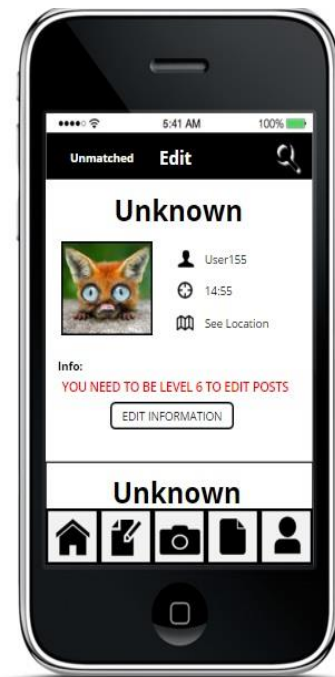 5:41 AM 100%
Unmatched Edit
Unknown
User155
14:55
See Location
Info:
YOU NEED TO BE LEVEL 6 TO EDIT POSTS
EDIT INFORMATION
Unknown